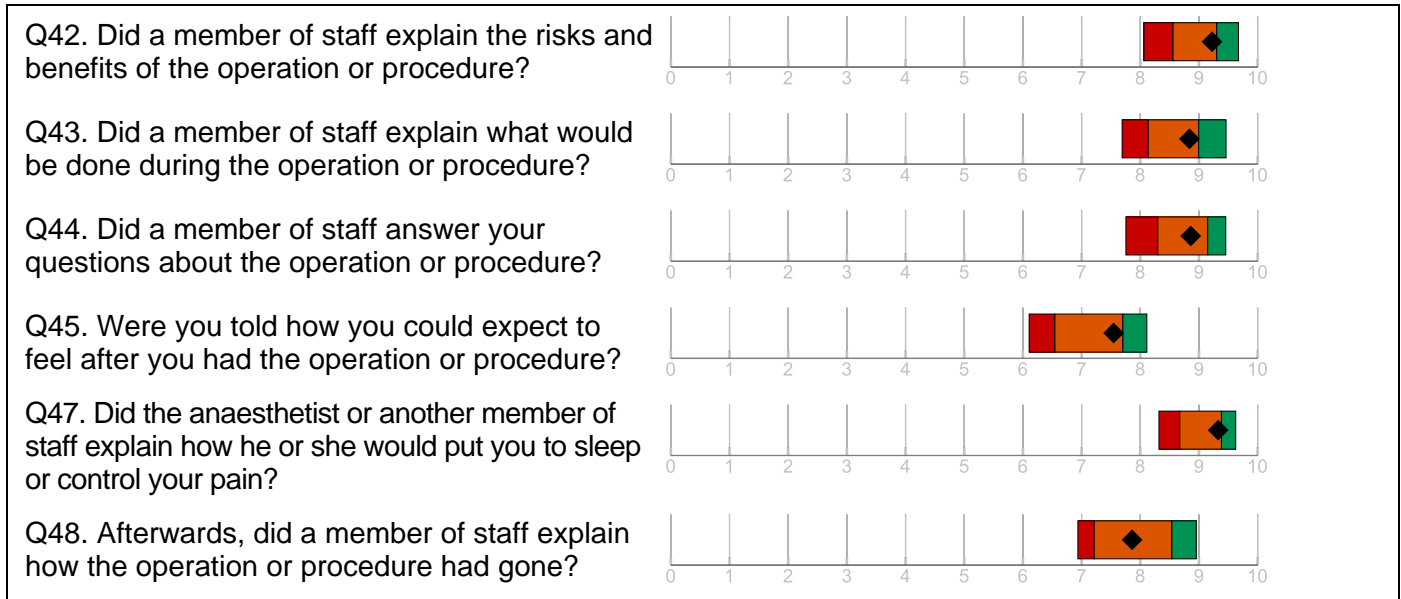 Q42. Did a member of staff explain the risks and
benefits of the operation or procedure?
0 1 2 3 4 5 6 7 8 9 10
Q43. Did a member of staff explain what would
be done during the operation or procedure?
0 1 2 3 4 5 6 7 8 9 10
Q44. Did a member of staff answer your
questions about the operation or procedure?
0 1 2 3 4 5 6 7 8 9 10
Q45. Were you told how you could expect to
feel after you had the operation or procedure?
0 1 2 3 4 5 6 7 8 9 10
Q47. Did the anaesthetist or another member of
staff explain how he or she would put you to sleep
or control your pain?
0 1 2 3 4 5 6 7 8 9 10
Q48. Afterwards, did a member of staff explain
how the operation or procedure had gone?
0 1 2 3 4 5 6 7 8 9 10